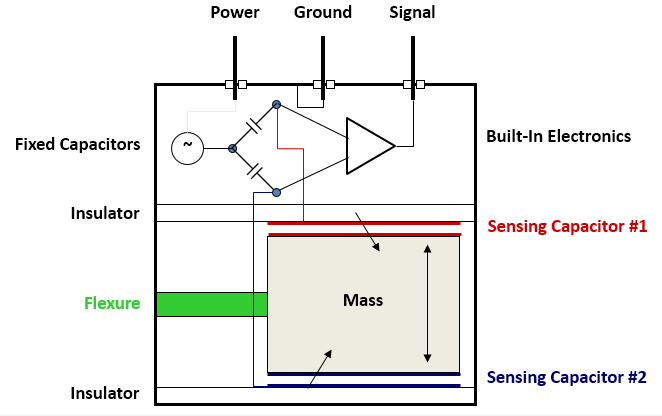 Power Ground Signal
Fixed Capacitors ~ Built-In Electronics
Insulator
Sensing Capacitor #1
Flexure Mass
Sensing Capacitor #2
Insulator